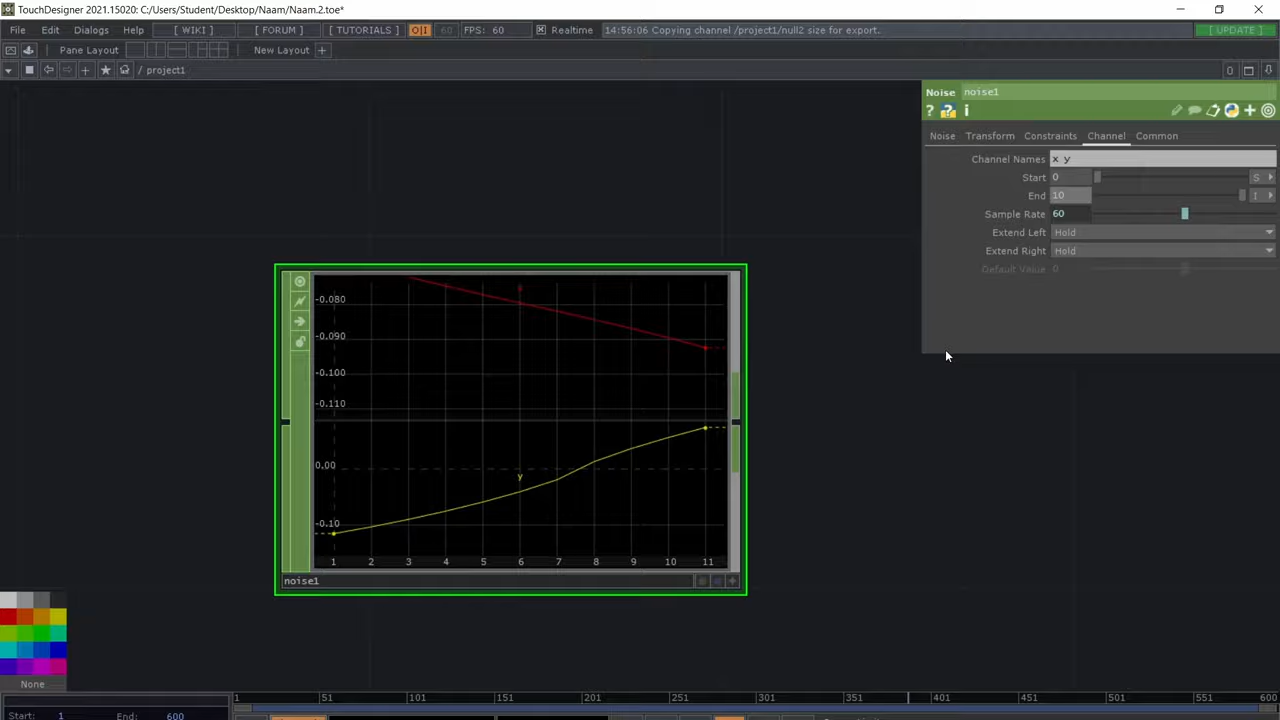 TouchDesigner 2021.15020: C:/Users/Student/Desktop/Naam/Naam.2.toe*
File Edit Dialogs Help [ WIKI ] [ FORUM ] [ TUTORIALS ] O|I 60 FPS: 60 Realtime 14:56:06 Copying channel /project1/null2 size for export. [ UPDATE ]
Pane Layout New Layout +
/ project1 0
Noise noise1
? ? i
Noise Transform Constraints Channel Common
Channel Names x y
Start 0 S
End 10 I
Sample Rate 60
Extend Left Hold
Extend Right Hold
Default Value 0
x
-0.080
-0.090
-0.100
-0.110
0.00
y
-0.10
1 2 3 4 5 6 7 8 9 10 11
noise1
None
1 51 101 151 201 251 301 351 401 451 501 551 600
Start: 1 End: 600